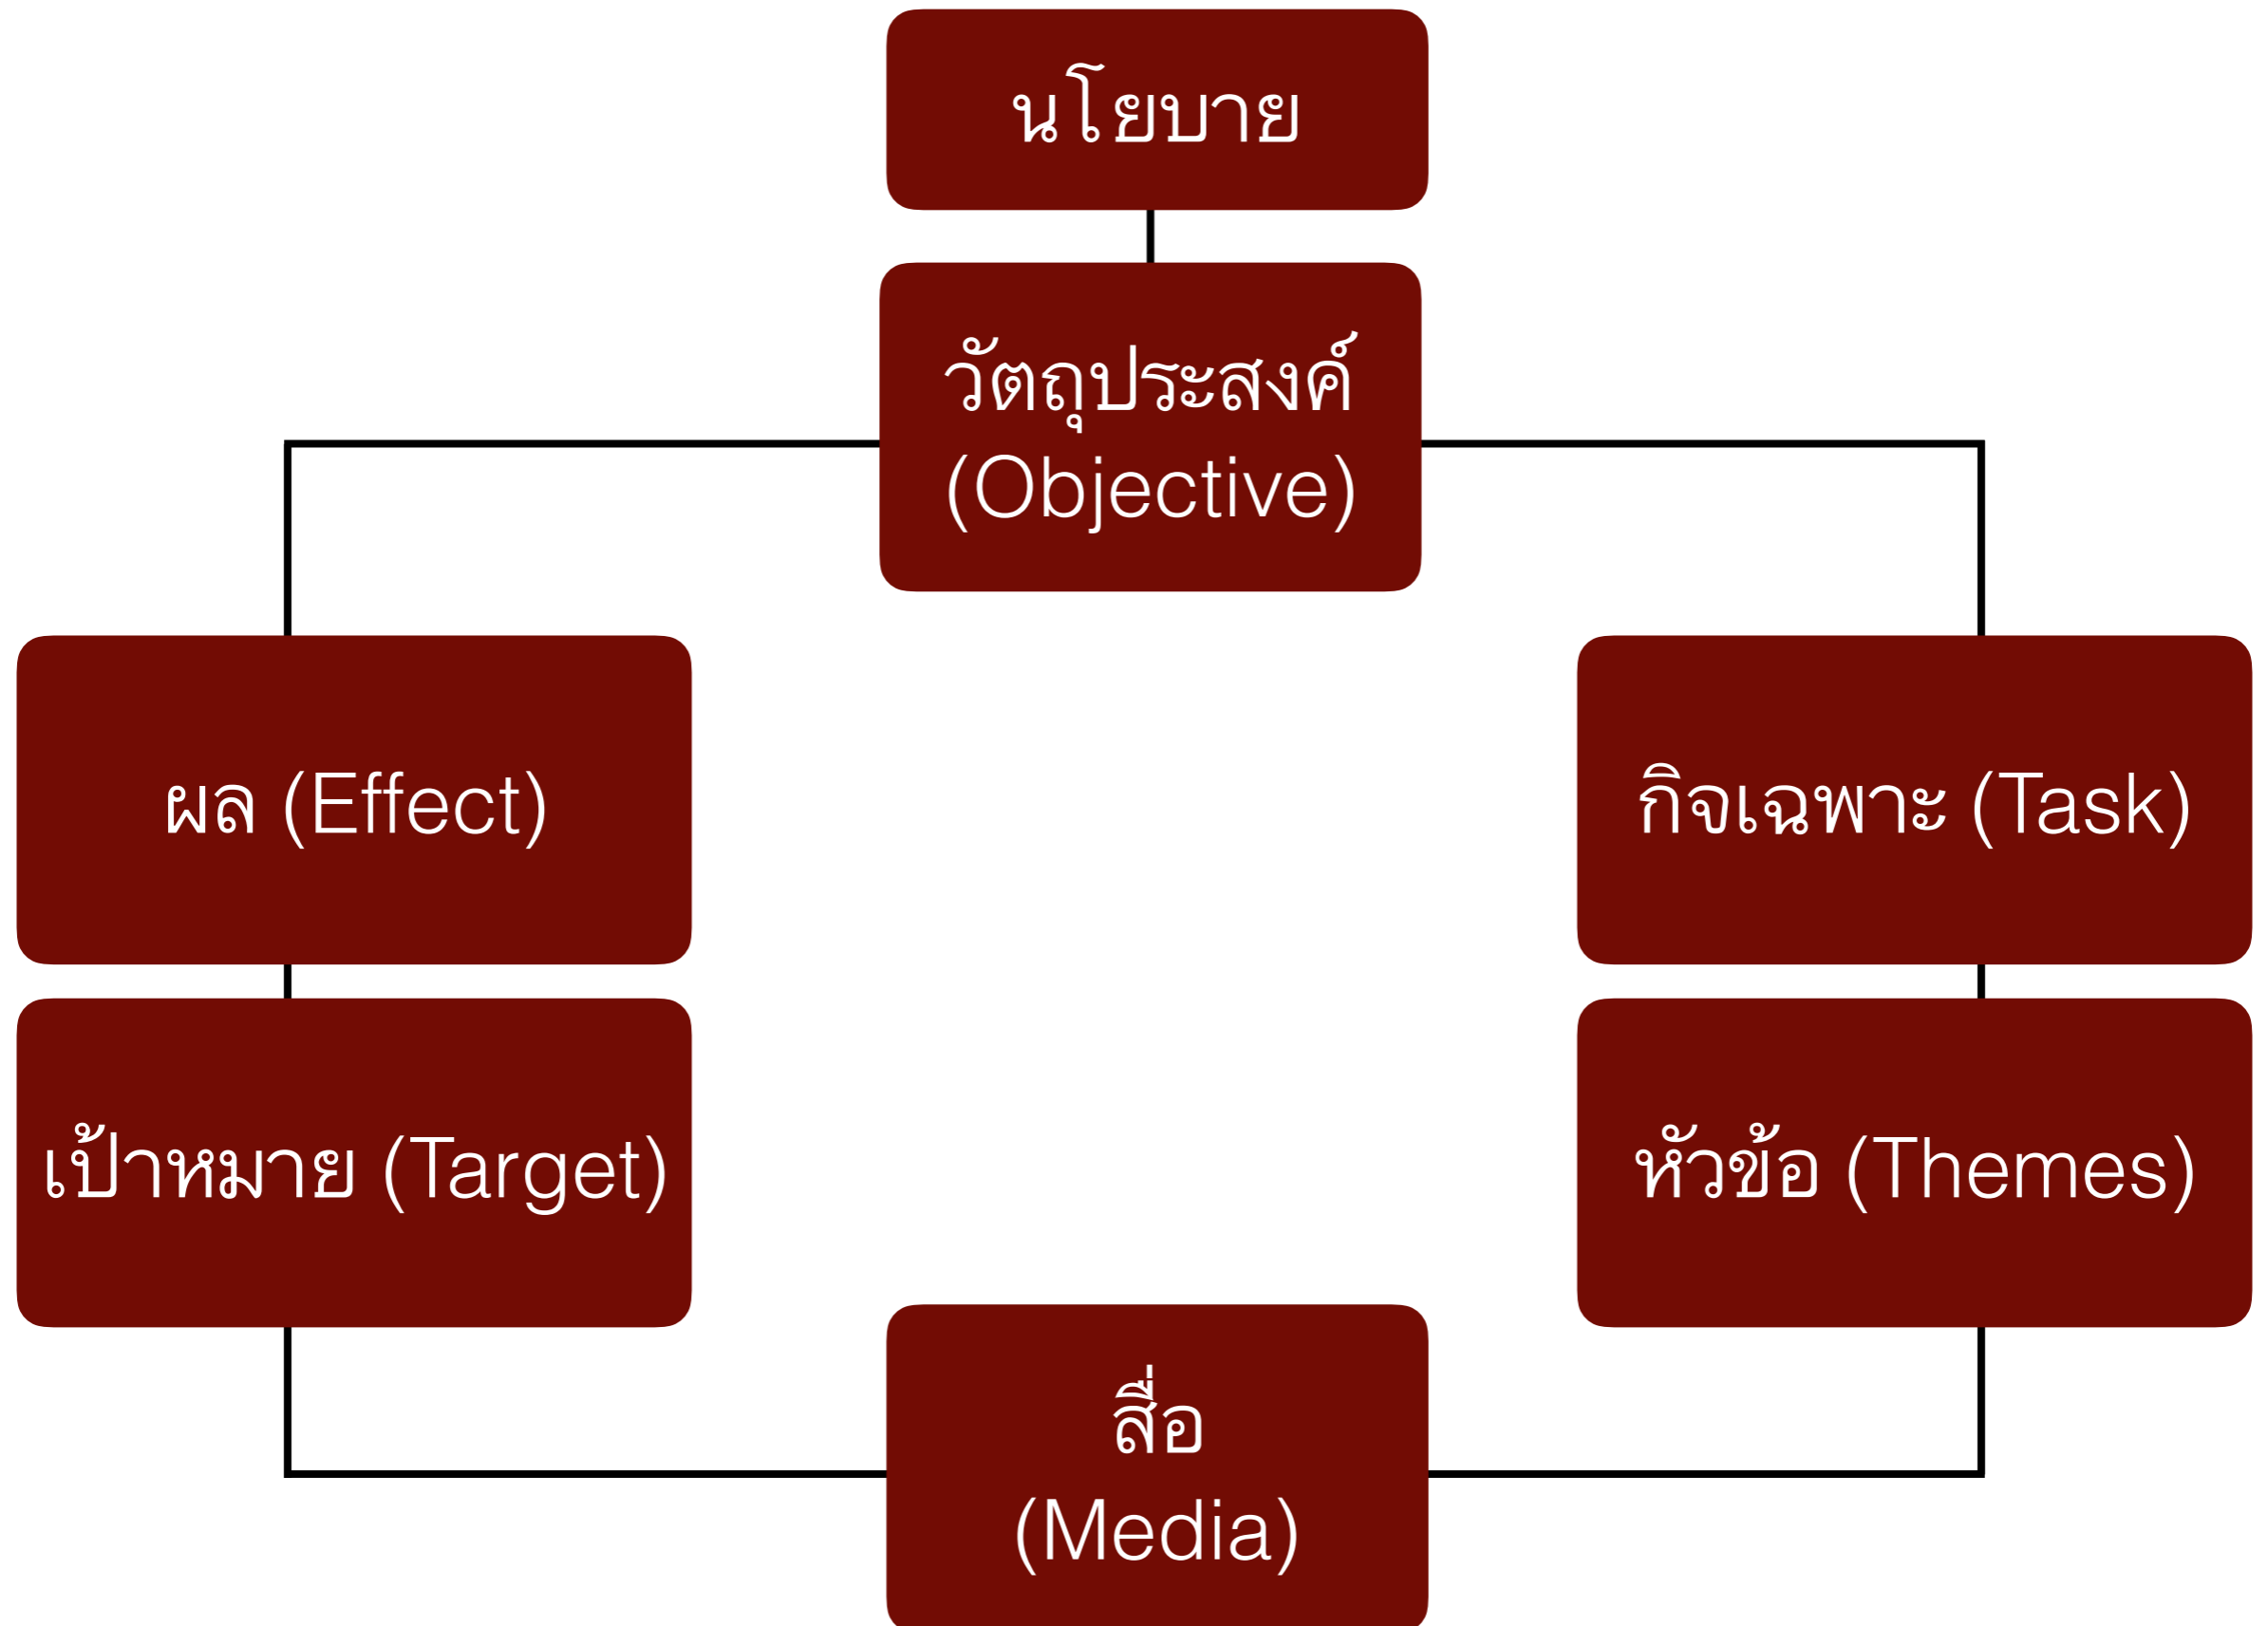 นโยบาย
วัตถุประสงค์
(Objective)
ผล (Effect)
กิจเฉพาะ (Task)
เป้าหมาย (Target)
หัวข้อ (Themes)
สื่อ
(Media)